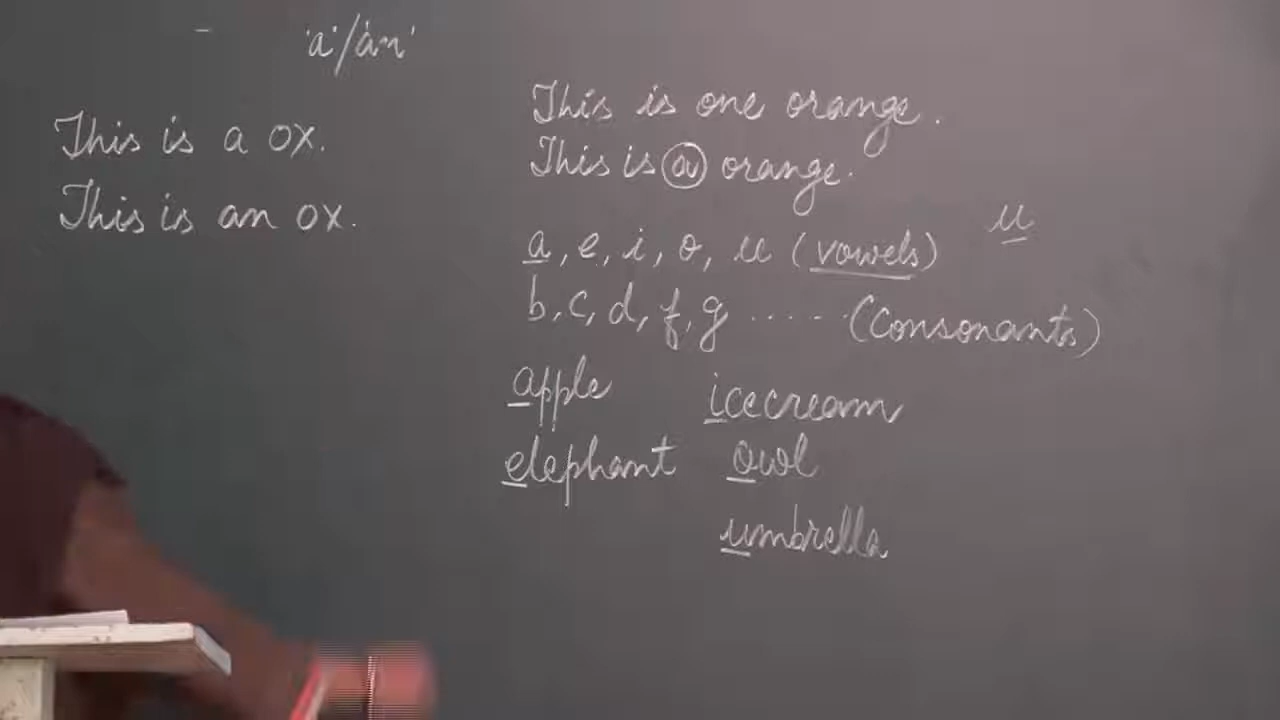 'a'/'an'
This is a ox.
This is an ox.
This is one orange.
This is a orange.
u
a, e, i, o, u (vowels)
b, c, d, f, g ...... (Consonants)
apple icecream
elephant owl
umbrella